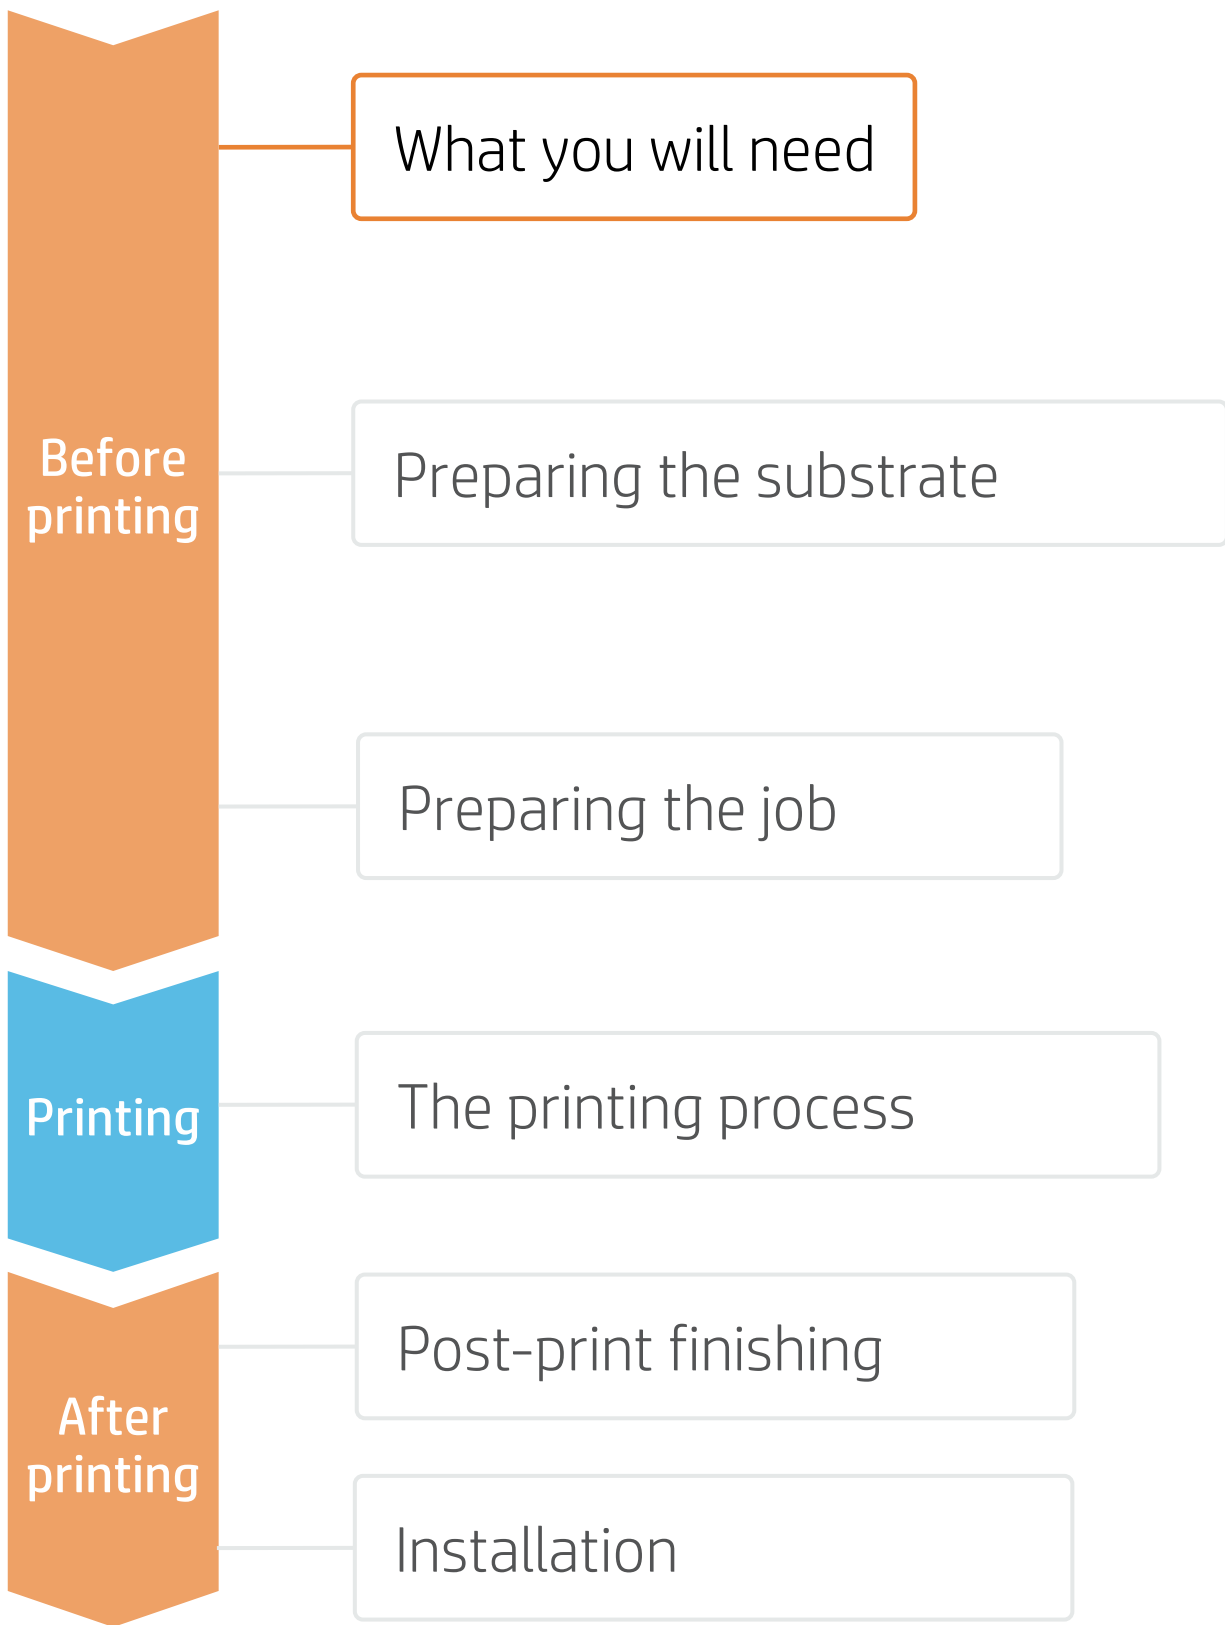 What you will need
Before
printing
Preparing the substrate
Preparing the job
Printing
The printing process
After
printing
Post-print finishing
Installation